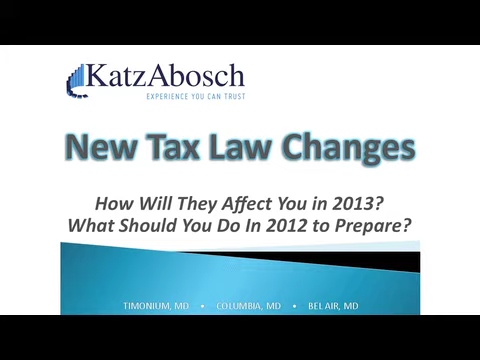 KatzAbosch
EXPERIENCE YOU CAN TRUST
New Tax Law Changes
How Will They Affect You in 2013?
What Should You Do In 2012 to Prepare?
TIMONIUM, MD • COLUMBIA, MD • BEL AIR, MD